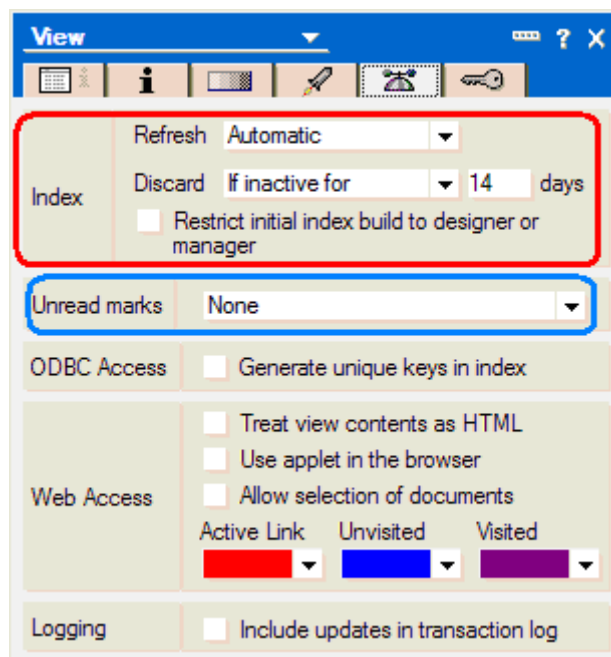 View
? X
i i
Refresh Automatic
Index
Discard If inactive for 14 days
Restrict initial index build to designer or
manager
Unread marks None
ODBC Access Generate unique keys in index
Treat view contents as HTML
Use applet in the browser
Web Access Allow selection of documents
Active Link Unvisited Visited
Logging Include updates in transaction log